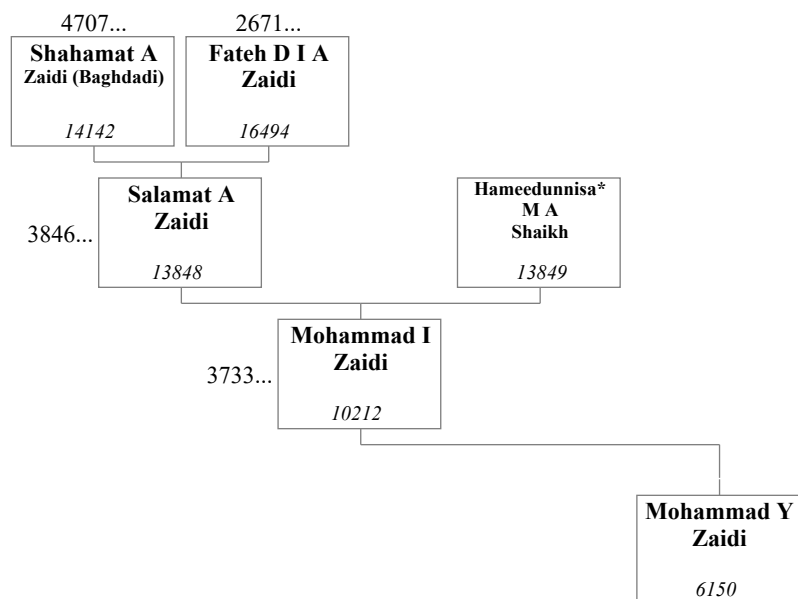 4707...
2671...
Shahamat A
Zaidi (Baghdadi)
14142
Fateh D I A
Zaidi
16494
3846...
Salamat A
Zaidi
13848
Hameedunnisa*
M A
Shaikh
13849
3733...
Mohammad I
Zaidi
10212
Mohammad Y
Zaidi
6150